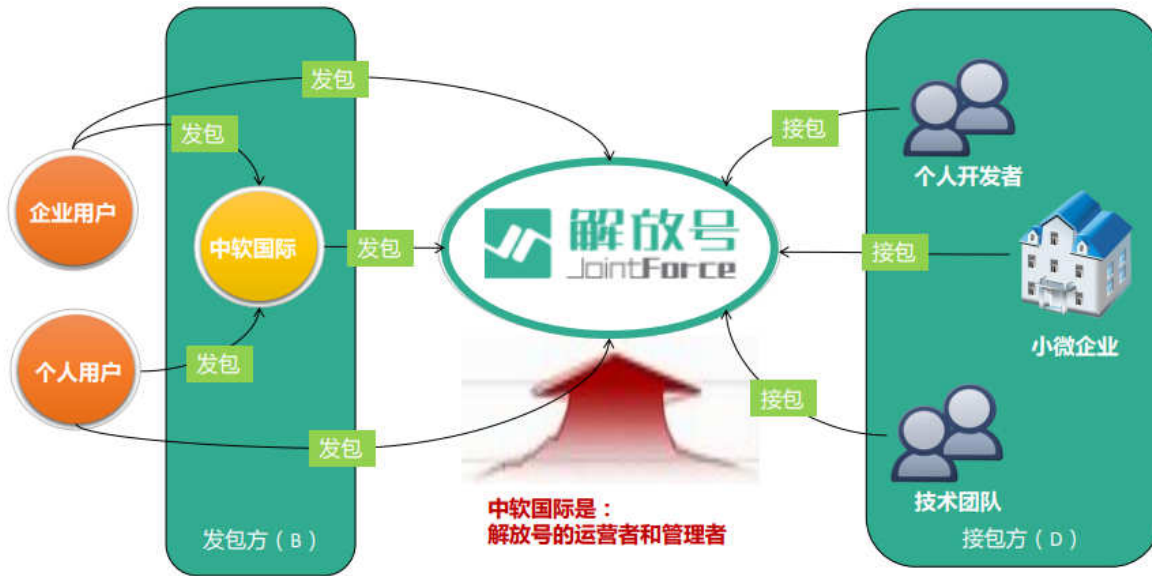 发包
发包
企业用户
中软国际
发包
个人用户
发包
发包
发包方（B）
解放号
JointForce
中软国际是：
解放号的运营者和管理者
接包
个人开发者
接包
小微企业
接包
技术团队
接包方（D）